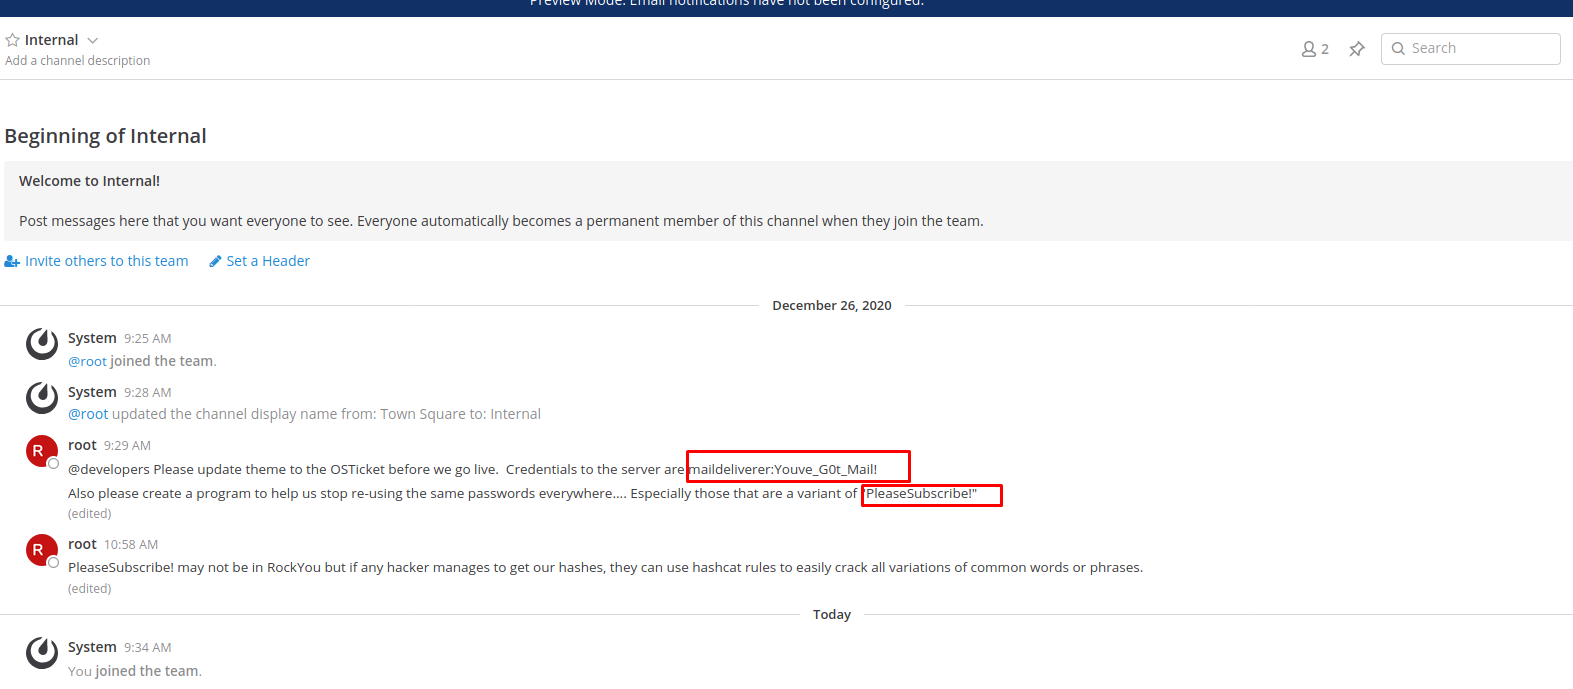 Preview Mode: Email notifications have not been configured.
Internal
2
Search
Add a channel description
Beginning of Internal
Welcome to Internal!
Post messages here that you want everyone to see. Everyone automatically becomes a permanent member of this channel when they join the team.
Invite others to this team Set a Header
December 26, 2020
System 9:25 AM
@root joined the team.
System 9:28 AM
@root updated the channel display name from: Town Square to: Internal
R
root 9:29 AM
@developers Please update theme to the OSTicket before we go live. Credentials to the server are maildeliverer:Youve_G0t_Mail!
Also please create a program to help us stop re-using the same passwords everywhere.... Especially those that are a variant of "PleaseSubscribe!"
(edited)
R
root 10:58 AM
PleaseSubscribe! may not be in RockYou but if any hacker manages to get our hashes, they can use hashcat rules to easily crack all variations of common words or phrases.
(edited)
Today
System 9:34 AM
You joined the team.